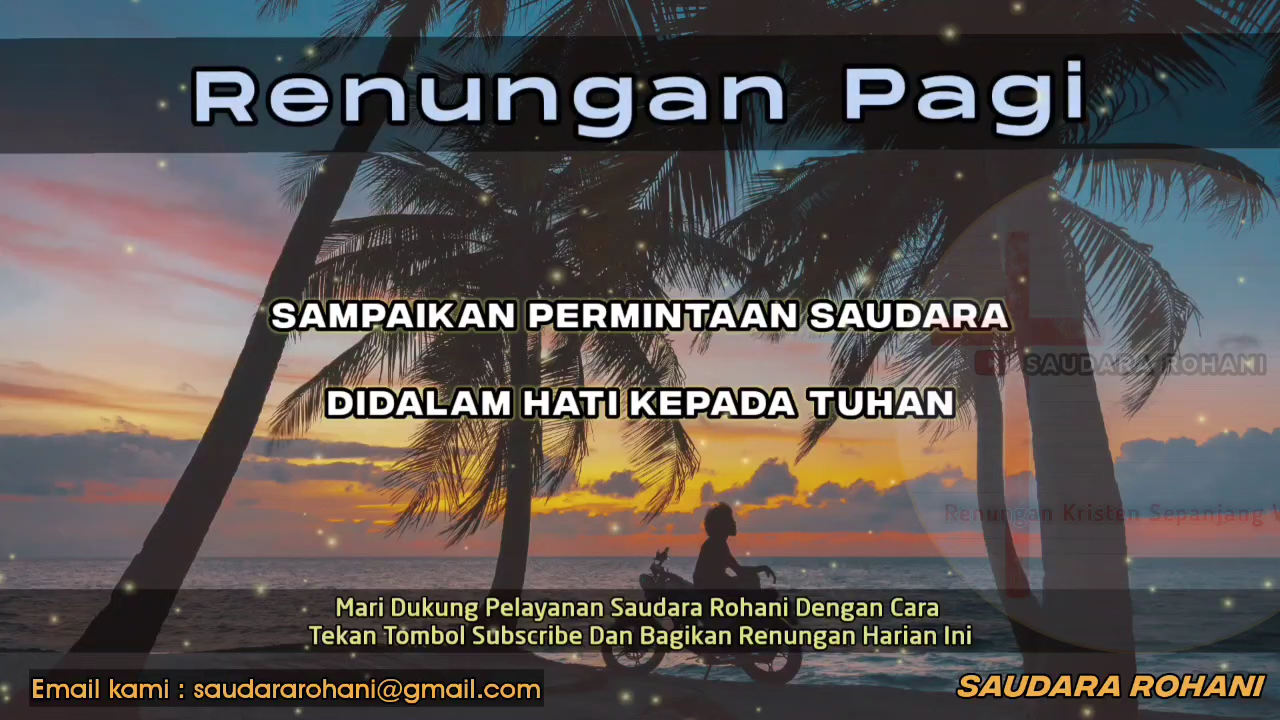 Renungan Pagi
SAMPAIKAN PERMINTAAN SAUDARA
SAUDARA ROHANI
DIDALAM HATI KEPADA TUHAN
Renungan Kristen Sepanjang
Mari Dukung Pelayanan Saudara Rohani Dengan Cara
Tekan Tombol Subscribe Dan Bagikan Renungan Harian Ini
Email kami : saudararohani@gmail.com
SAUDARA ROHANI